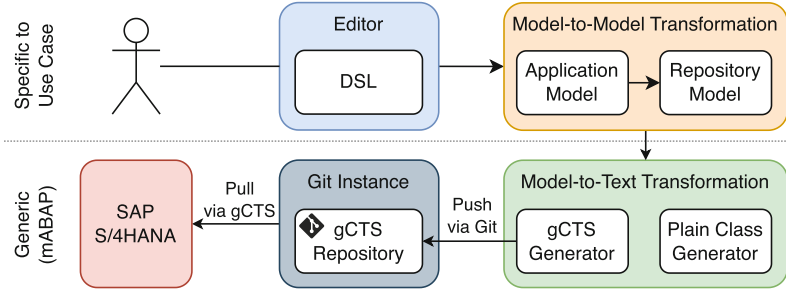 Specific to
Use Case
Editor
DSL
Model-to-Model Transformation
Application
Model
Repository
Model
Generic
(mABAP)
SAP
S/4HANA
Pull
via gCTS
Git Instance
gCTS
Repository
Push
via Git
Model-to-Text Transformation
gCTS
Generator
Plain Class
Generator